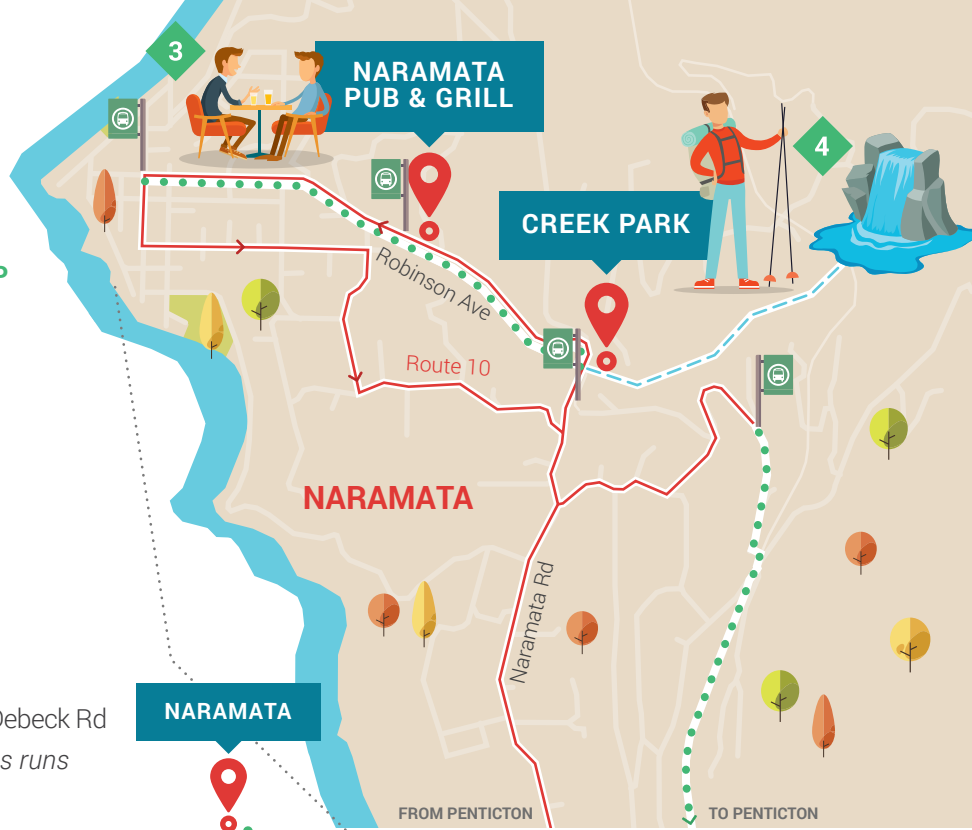 3
NARAMATA
PUB & GRILL
4
CREEK PARK
Robinson Ave
Route 10
NARAMATA
Naramata Rd
Debeck Rd
s runs
NARAMATA
FROM PENTICTON
TO PENTICTON